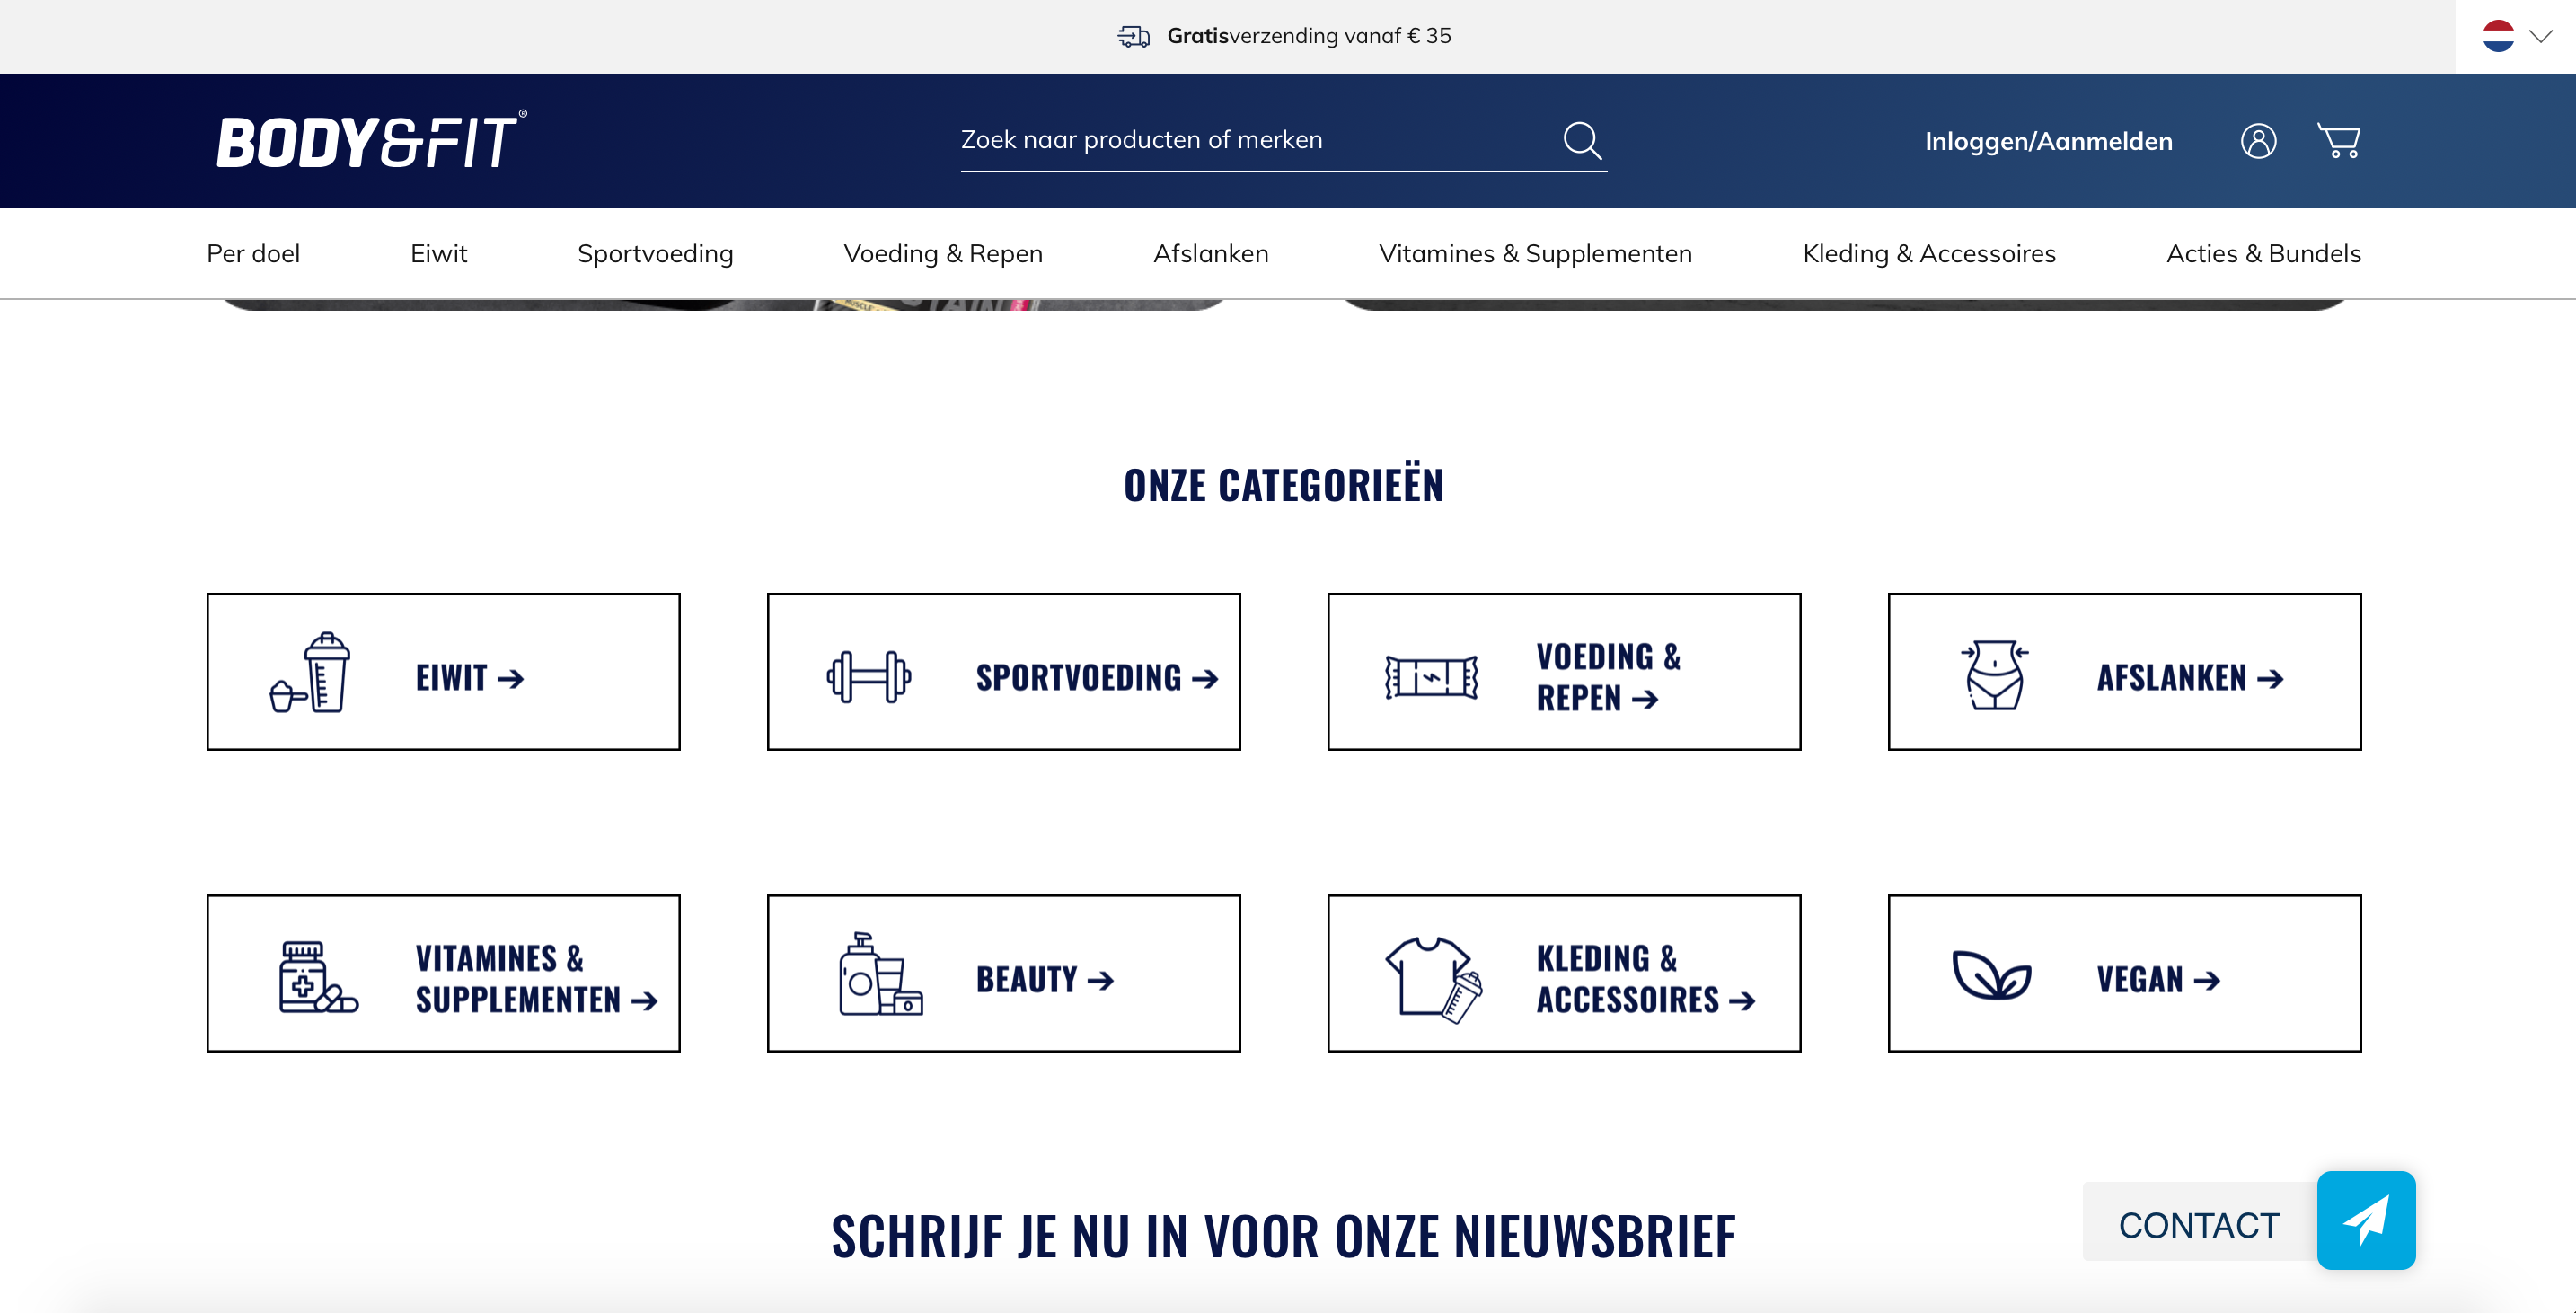 Gratisverzending vanaf € 35
BODY&FIT®
Zoek naar producten of merken
Inloggen/Aanmelden
Per doel
Eiwit
Sportvoeding
Voeding & Repen
Afslanken
Vitamines & Supplementen
Kleding & Accessoires
Acties & Bundels
ONZE CATEGORIEËN
EIWIT →
SPORTVOEDING →
VOEDING &
REPEN →
AFSLANKEN →
VITAMINES &
SUPPLEMENTEN →
BEAUTY →
KLEDING &
ACCESSOIRES →
VEGAN →
SCHRIJF JE NU IN VOOR ONZE NIEUWSBRIEF
CONTACT